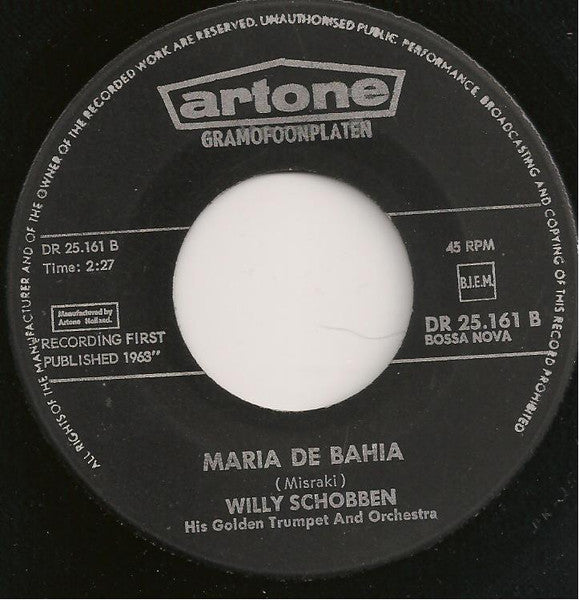 ALL RIGHTS OF THE MANUFACTURER AND OF THE OWNER OF THE RECORDED WORK ARE RESERVED. UNAUTHORISED PUBLIC PERFORMANCE, BROADCASTING AND COPYING OF THIS RECORD PROHIBITED
artone
GRAMOFOONPLATEN
DR 25.161 B
Time: 2:27
45 RPM
B.I.E.M.
Manufactured by
Artone Holland.
RECORDING FIRST
PUBLISHED 1963"
DR 25.161 B
BOSSA NOVA
MARIA DE BAHIA
(Misraki)
WILLY SCHOBBEN
His Golden Trumpet And Orchestra